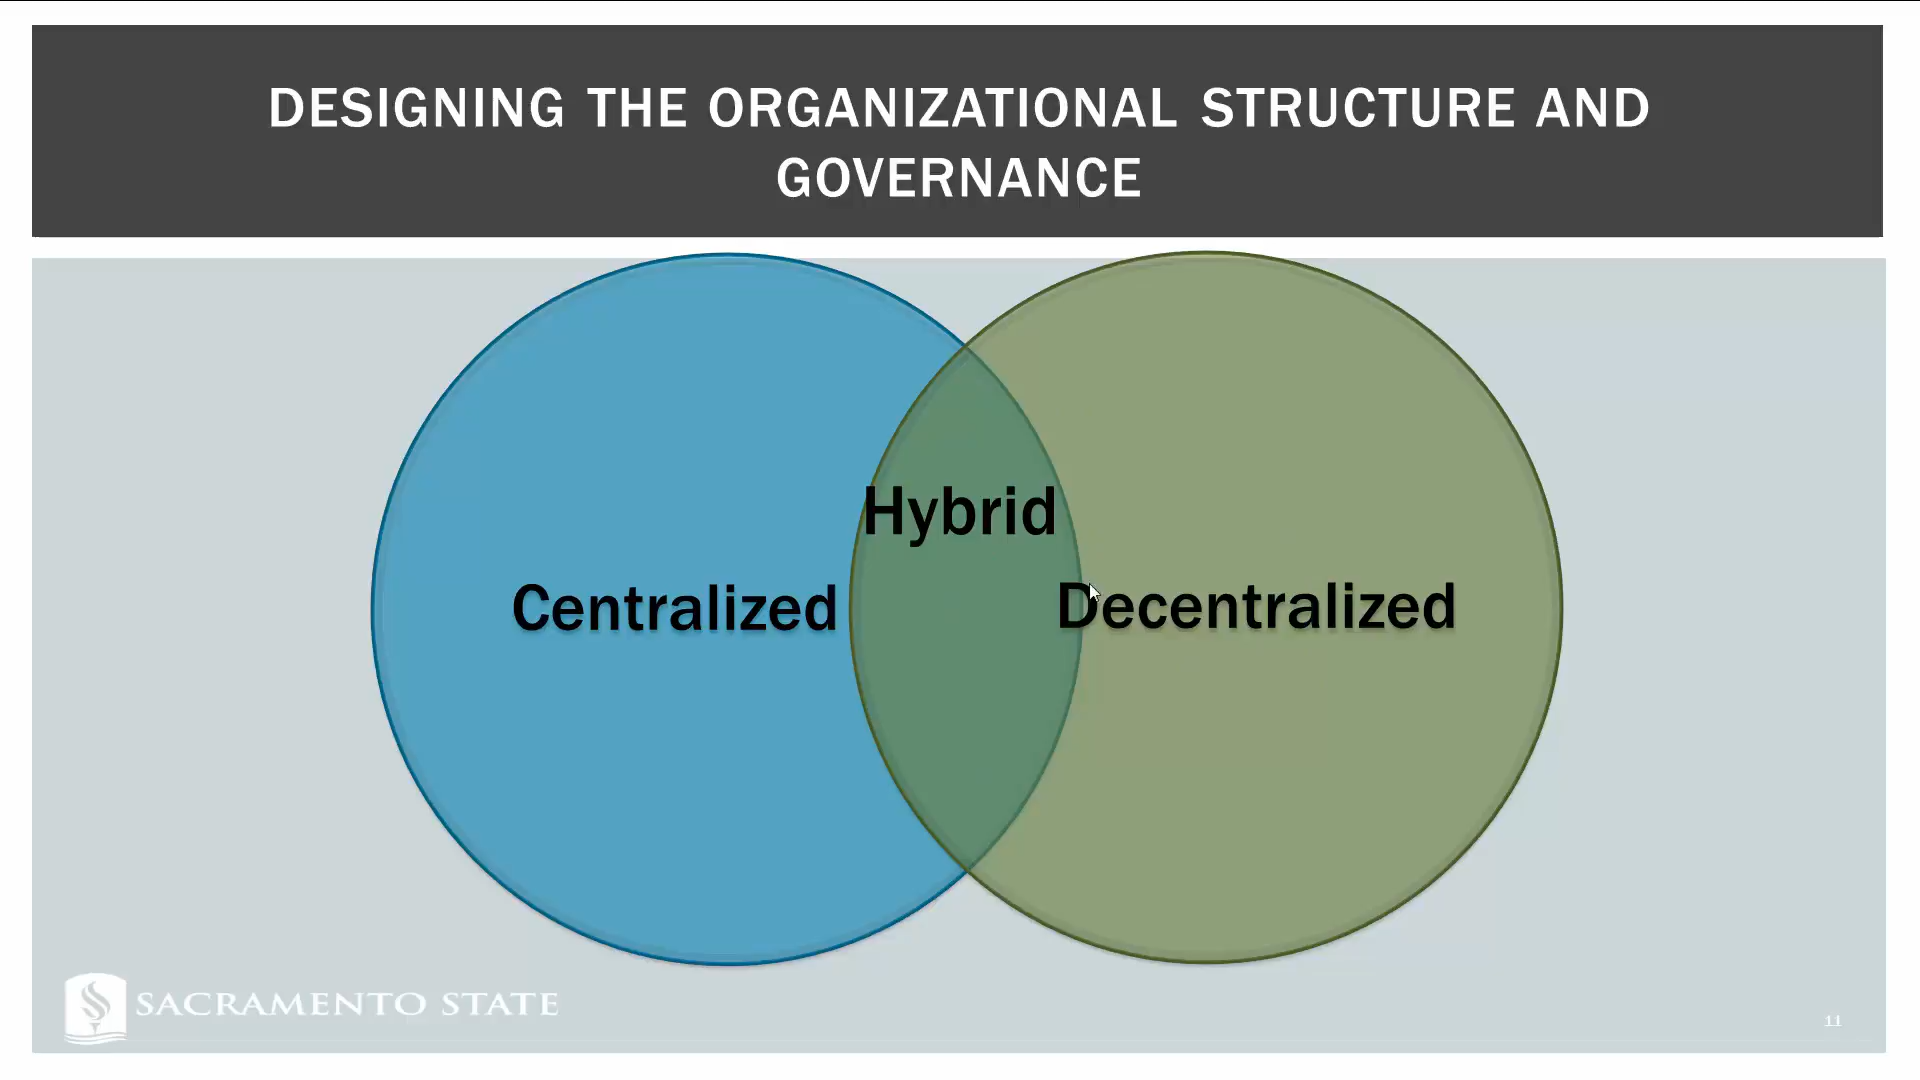 DESIGNING THE ORGANIZATIONAL STRUCTURE AND
GOVERNANCE
Hybrid
Centralized
Decentralized
SACRAMENTO STATE
11